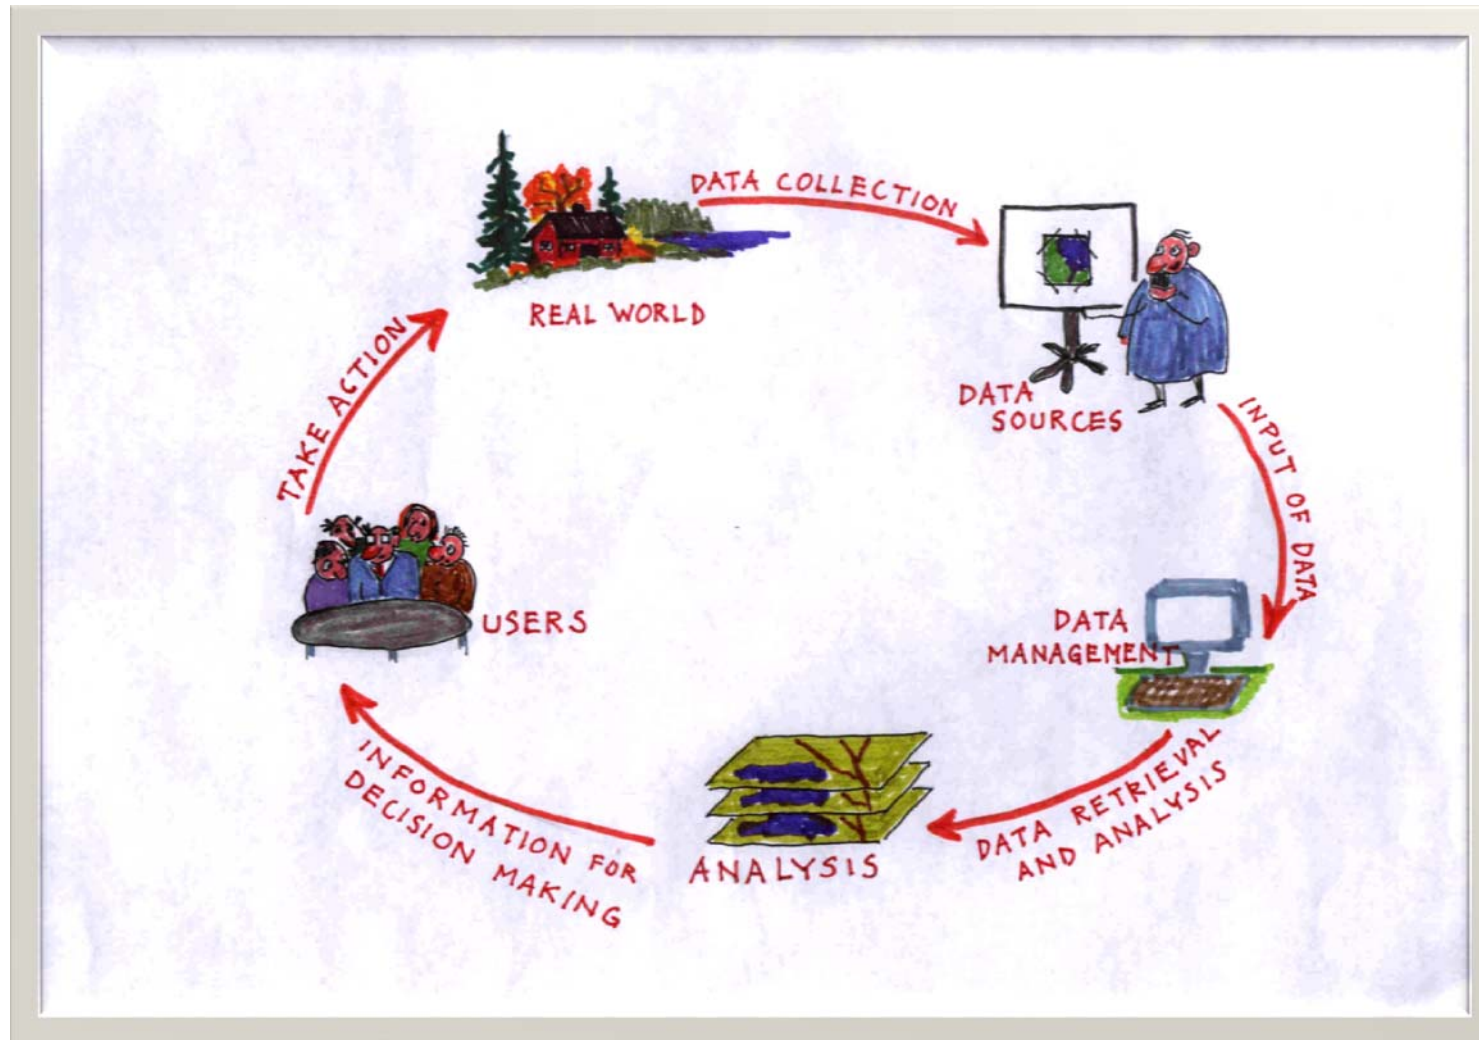 DATA COLLECTION
REAL WORLD
DATA
SOURCES
INPUT OF DATA
DATA
MANAGEMENT
DATA RETRIEVAL
AND ANALYSIS
ANALYSIS
INFORMATION FOR
DECISION MAKING
USERS
TAKE ACTION